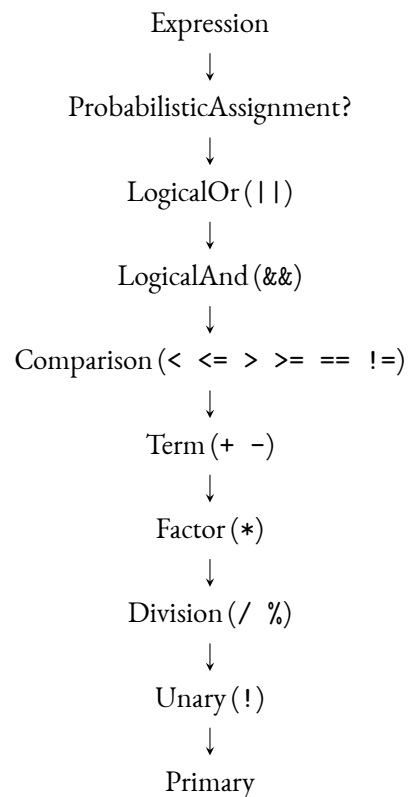 Expression
↓
ProbabilisticAssignment?
↓
LogicalOr (||)
↓
LogicalAnd (&&)
↓
Comparison (< <= > >= == !=)
↓
Term (+ -)
↓
Factor (*)
↓
Division (/ %)
↓
Unary (!)
↓
Primary